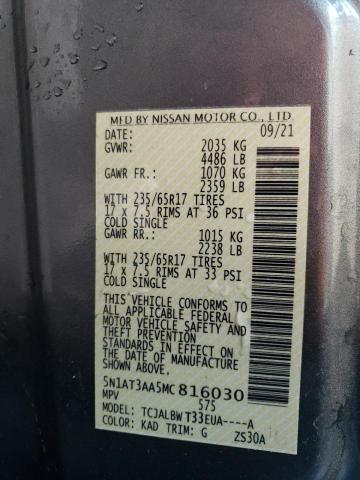 MFD BY NISSAN MOTOR CO., LTD.
DATE: 09/21
GVWR: 2035 KG
4486 LB
GAWR FR.: 1070 KG
2359 LB
WITH 235/65R17 TIRES
17 x 7.5 RIMS AT 36 PSI
COLD SINGLE
GAWR RR.: 1015 KG
2238 LB
WITH 235/65R17 TIRES
17 x 7.5 RIMS AT 33 PSI
COLD SINGLE
THIS VEHICLE CONFORMS TO
ALL APPLICABLE FEDERAL
MOTOR VEHICLE SAFETY AND
THEFT PREVENTION
STANDARDS IN EFFECT ON
THE DATE OF MANUFACTURE
SHOWN ABOVE.
5N1AT3AA5MC816030
MPV 575
MODEL: TCJALBWT33EUA----A
COLOR: KAD TRIM: G ZS30A